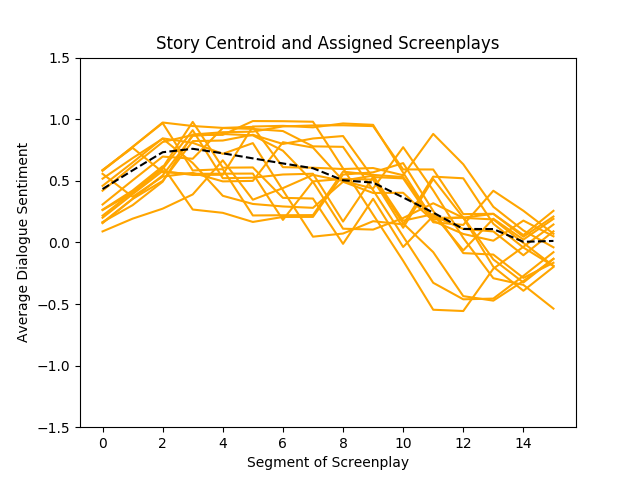 Story Centroid and Assigned Screenplays
1.5
1.0
0.5
0.0
−0.5
−1.0
−1.5
Average Dialogue Sentiment
0 2 4 6 8 10 12 14
Segment of Screenplay